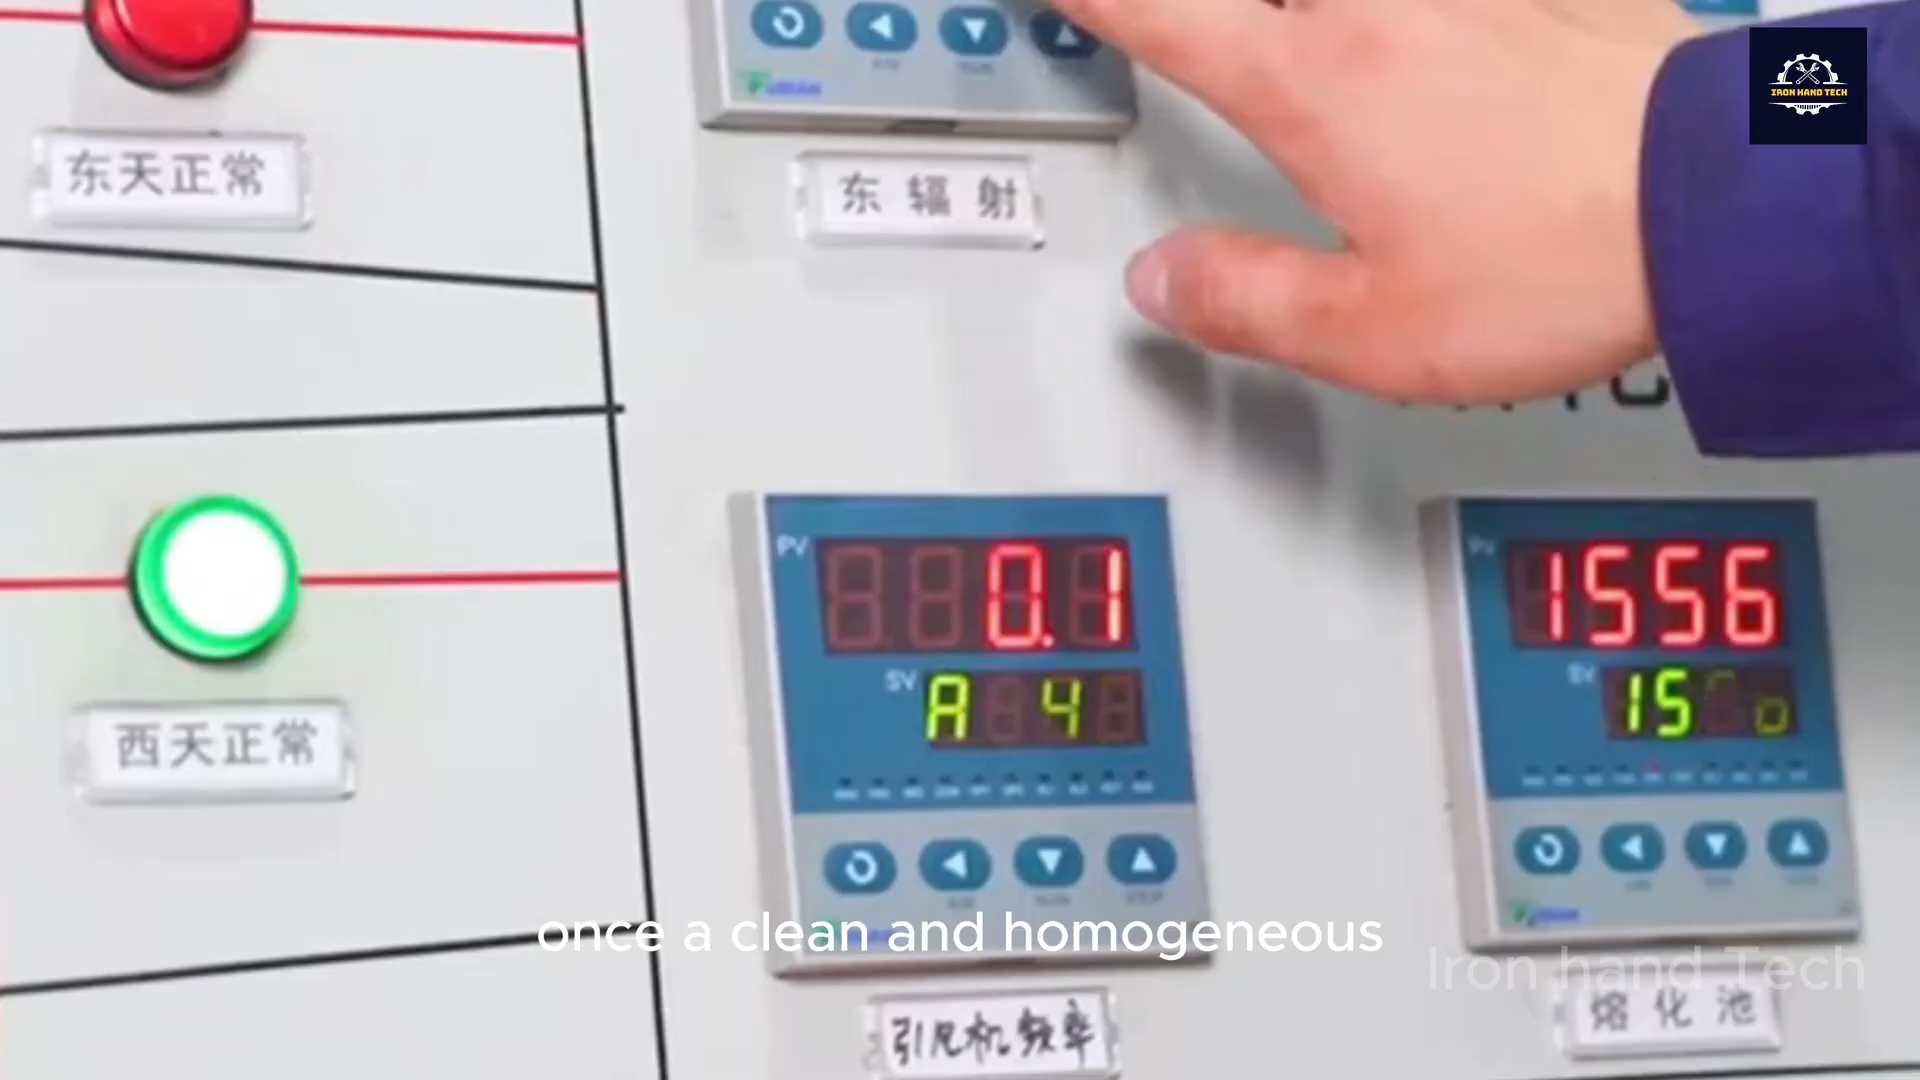 IRON HAND TECH
东天正常
东辐射
PV
0.1
SV
A 4
PV
1556
SV
西天正常
once a clean and homogeneous
Iron hand Tech
引风机频率
熔化池